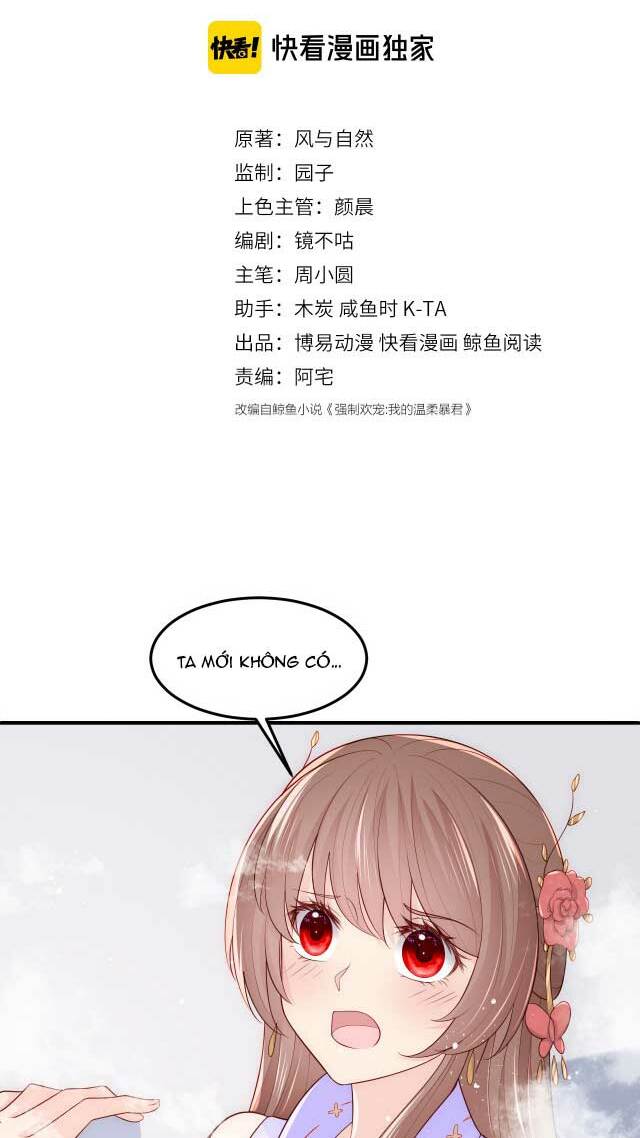 快看! 快看漫画独家
原著：风与自然
监制：园子
上色主管：颜晨
编剧：镜不咕
主笔：周小圆
助手：木炭 咸鱼时 K-TA
出品：博易动漫 快看漫画 鲸鱼阅读
责编：阿宅
改编自鲸鱼小说《强制欢宠:我的温柔暴君》
TA MỚI KHÔNG CÓ...